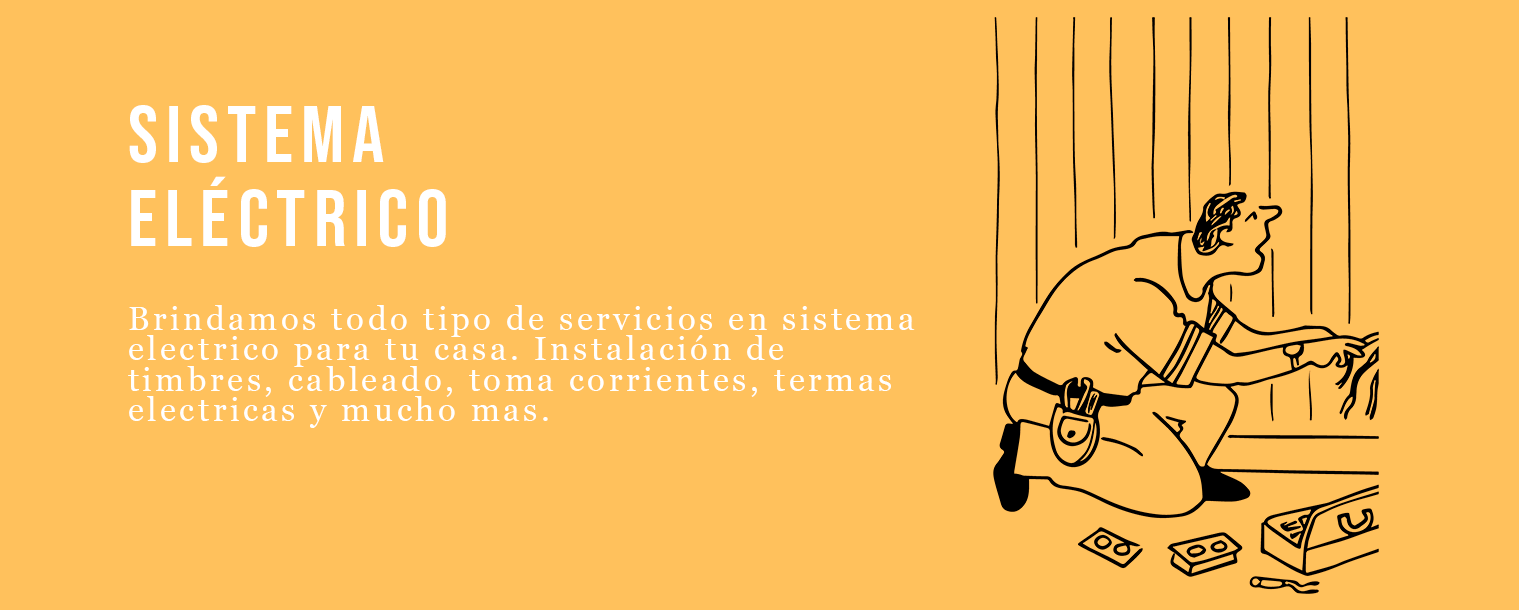 SISTEMA
ELÉCTRICO
Brindamos todo tipo de servicios en sistema
electrico para tu casa. Instalación de
timbres, cableado, toma corrientes, termas
electricas y mucho mas.